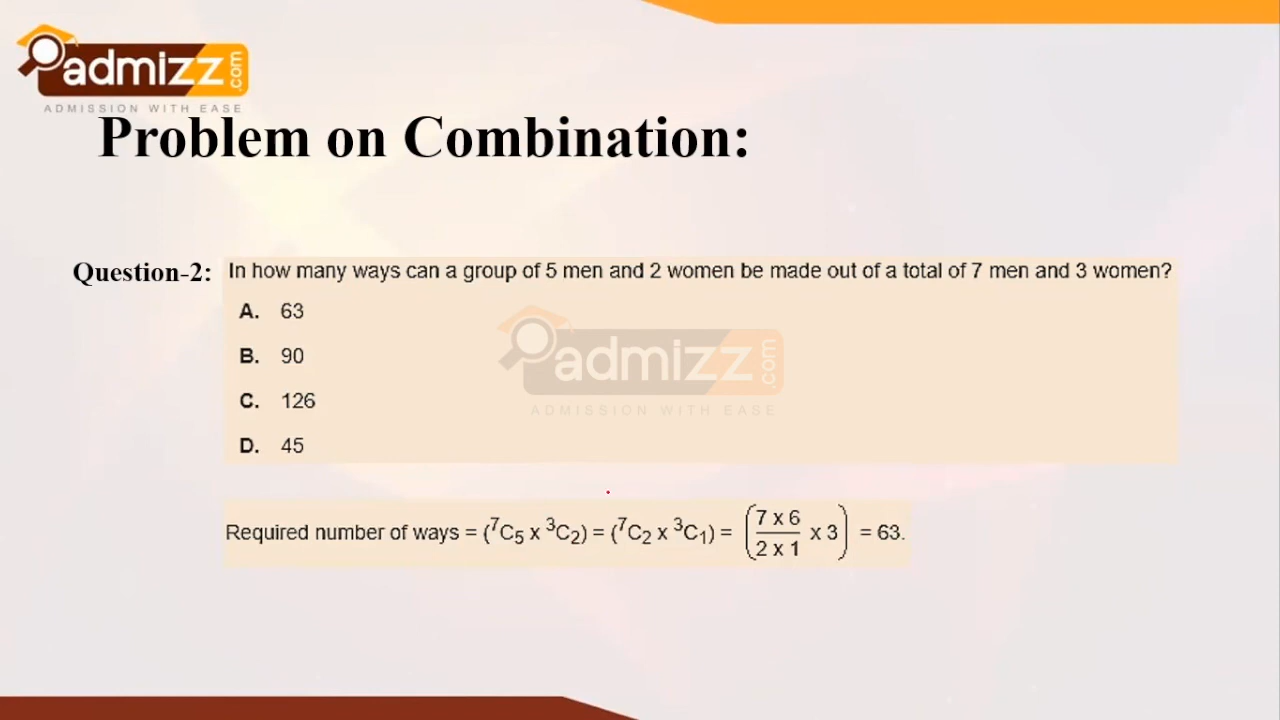 admizz.com
ADMISSION WITH EASE
Problem on Combination:
Question-2: In how many ways can a group of 5 men and 2 women be made out of a total of 7 men and 3 women?
A. 63
B. 90
C. 126
D. 45
admizz.com
ADMISSION WITH EASE
Required number of ways = (⁷C₅ x ³C₂) = (⁷C₂ x ³C₁) = (7 x 6 / 2 x 1 x 3) = 63.